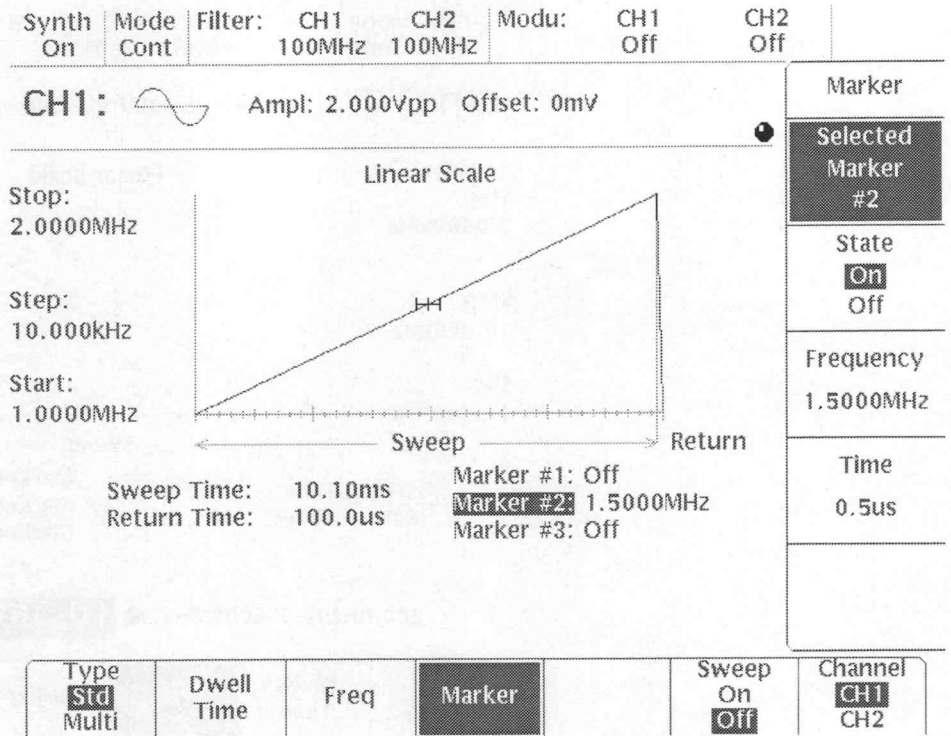 Synth Mode Filter: CH1 CH2 Modu: CH1 CH2
On Cont 100MHz 100MHz Off Off
CH1: Ampl: 2.000Vpp Offset: 0mV
Linear Scale
Stop:
2.0000MHz
Step:
10.000kHz
Start:
1.0000MHz
Sweep Return
Sweep Time: 10.10ms
Return Time: 100.0us
Marker #1: Off
Marker #2: 1.5000MHz
Marker #3: Off
Marker
Selected
Marker
#2
State
On
Off
Frequency
1.5000MHz
Time
0.5us
Type
Std
Multi
Dwell
Time
Freq
Marker
Sweep
On
Off
Channel
CH1
CH2